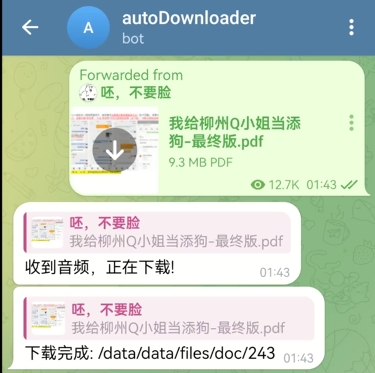 autoDownloader
A
bot
Forwarded from
呸，不要脸
我给柳州Q小姐当添
狗-最终版.pdf
9.3 MB PDF
12.7K 01:43
呸，不要脸
我给柳州Q小姐当添狗-最终版.pdf
收到音频，正在下载!
01:43
呸，不要脸
我给柳州Q小姐当添狗-最终版.pdf
下载完成: /data/data/files/doc/243
01:43